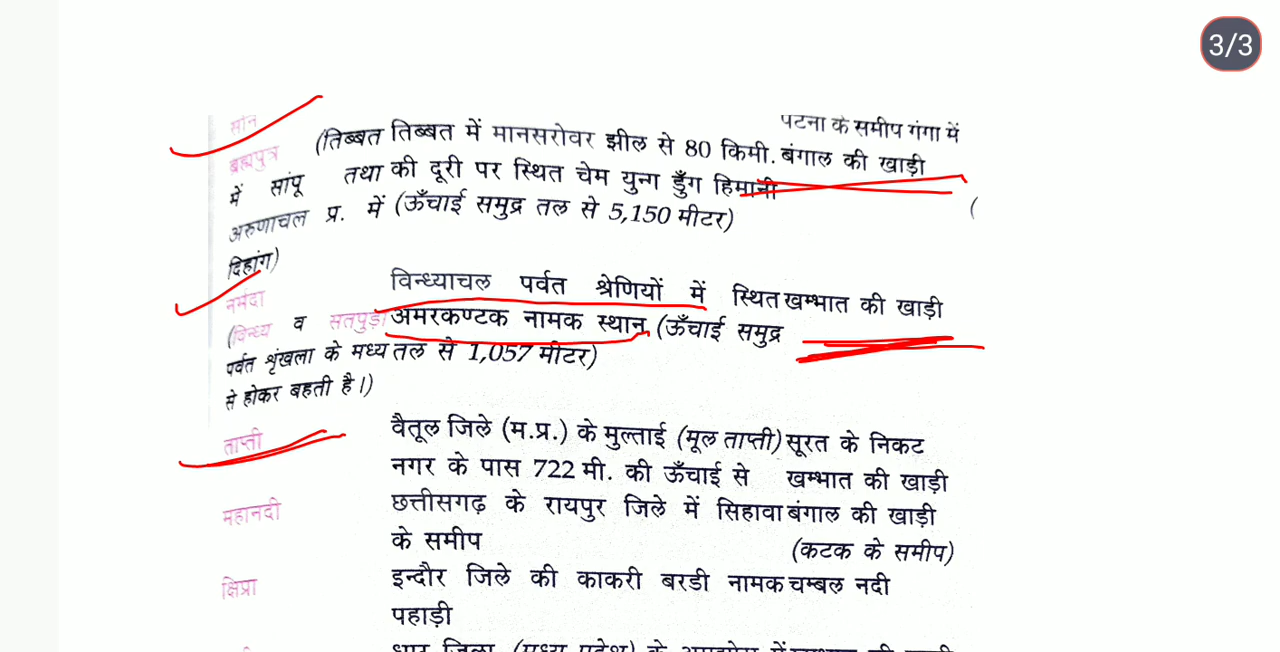 3/3
सोन
पटना के समीप गंगा में
ब्रह्मपुत्र (तिब्बत तिब्बत में मानसरोवर झील से 80 किमी. बंगाल की खाड़ी
में सांपू तथा की दूरी पर स्थित चेम युन्ग डुँग हिमानी
अरुणाचल प्र. में (ऊँचाई समुद्र तल से 5,150 मीटर) (
दिहांग)
नर्मदा विन्ध्याचल पर्वत श्रेणियों में स्थित खम्भात की खाड़ी
(विन्ध्य व सतपुड़ा अमरकण्टक नामक स्थान (ऊँचाई समुद्र
पर्वत शृंखला के मध्य तल से 1,057 मीटर)
से होकर बहती है।)
ताप्ती वैतूल जिले (म.प्र.) के मुल्ताई (मूल ताप्ती) सूरत के निकट
नगर के पास 722 मी. की ऊँचाई से खम्भात की खाड़ी
महानदी छत्तीसगढ़ के रायपुर जिले में सिहावा बंगाल की खाड़ी
के समीप (कटक के समीप)
क्षिप्रा इन्दौर जिले की काकरी बरडी नामक चम्बल नदी
पहाड़ी